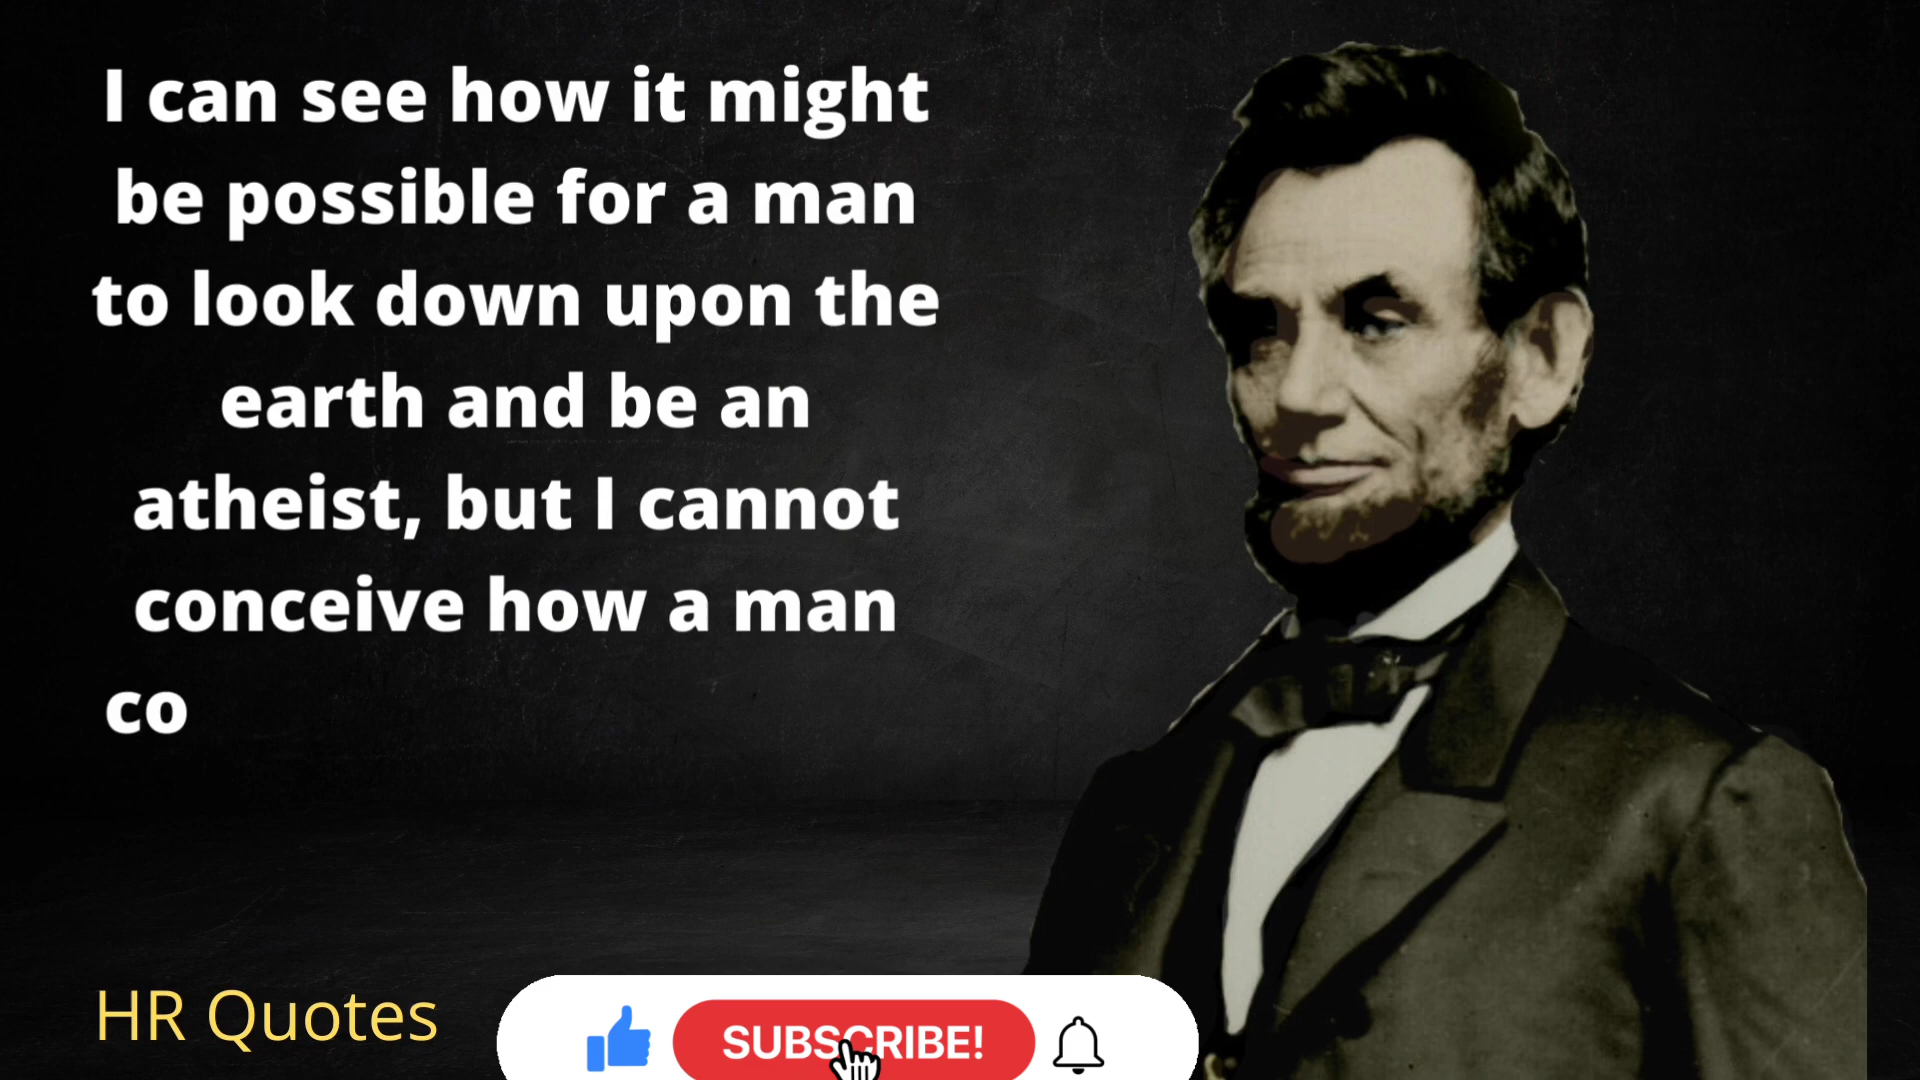 I can see how it might
be possible for a man
to look down upon the
earth and be an
atheist, but I cannot
conceive how a man
co
HR Quotes
SUBSCRIBE!